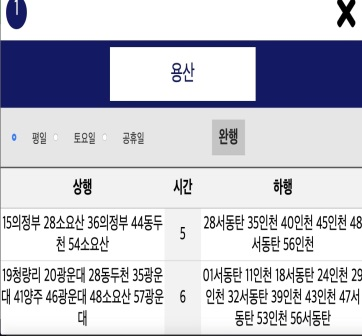 1
용산
평일 토요일 공휴일 완행
상행 시간 하행
15의정부 28소요산 36의정부 44동두
천 54소요산
5
28서동탄 35인천 40인천 45인천 48
서동탄 56인천
19청량리 20광운대 28동두천 35광운
대 41양주 46광운대 48소요산 57광운
대
6
01서동탄 11인천 18서동탄 24인천 29
인천 32서동탄 39인천 43인천 47서
동탄 53인천 56서동탄